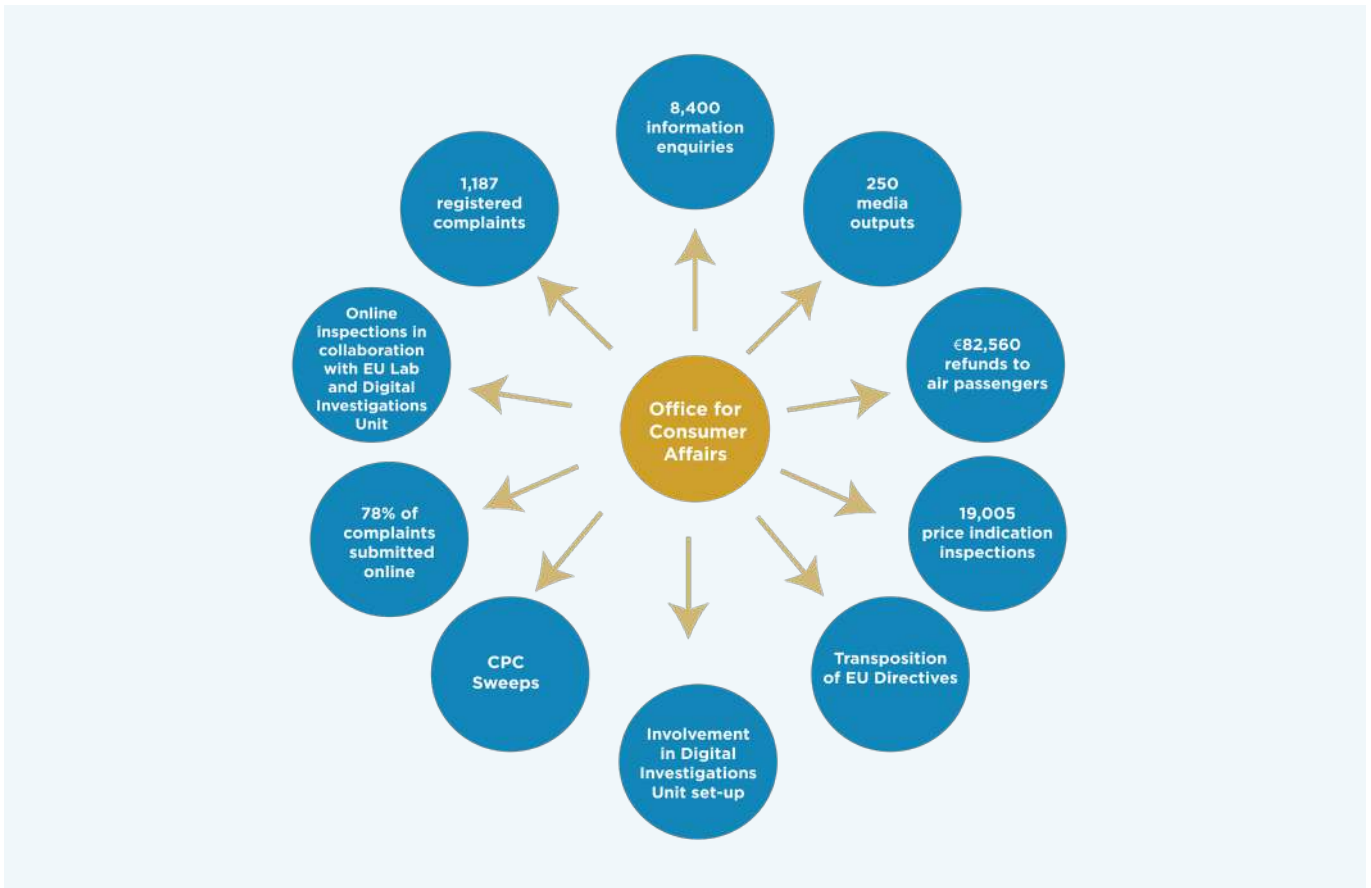 8,400
information
enquiries
1,187
registered
complaints
250
media
outputs
Online
inspections in
collaboration
with EU Lab
and Digital
Investigations
Unit
€82,560
refunds to
air passengers
Office for
Consumer
Affairs
78% of
complaints
submitted
online
19,005
price indication
inspections
CPC
Sweeps
Transposition
of EU Directives
Involvement
in Digital
Investigations
Unit set-up